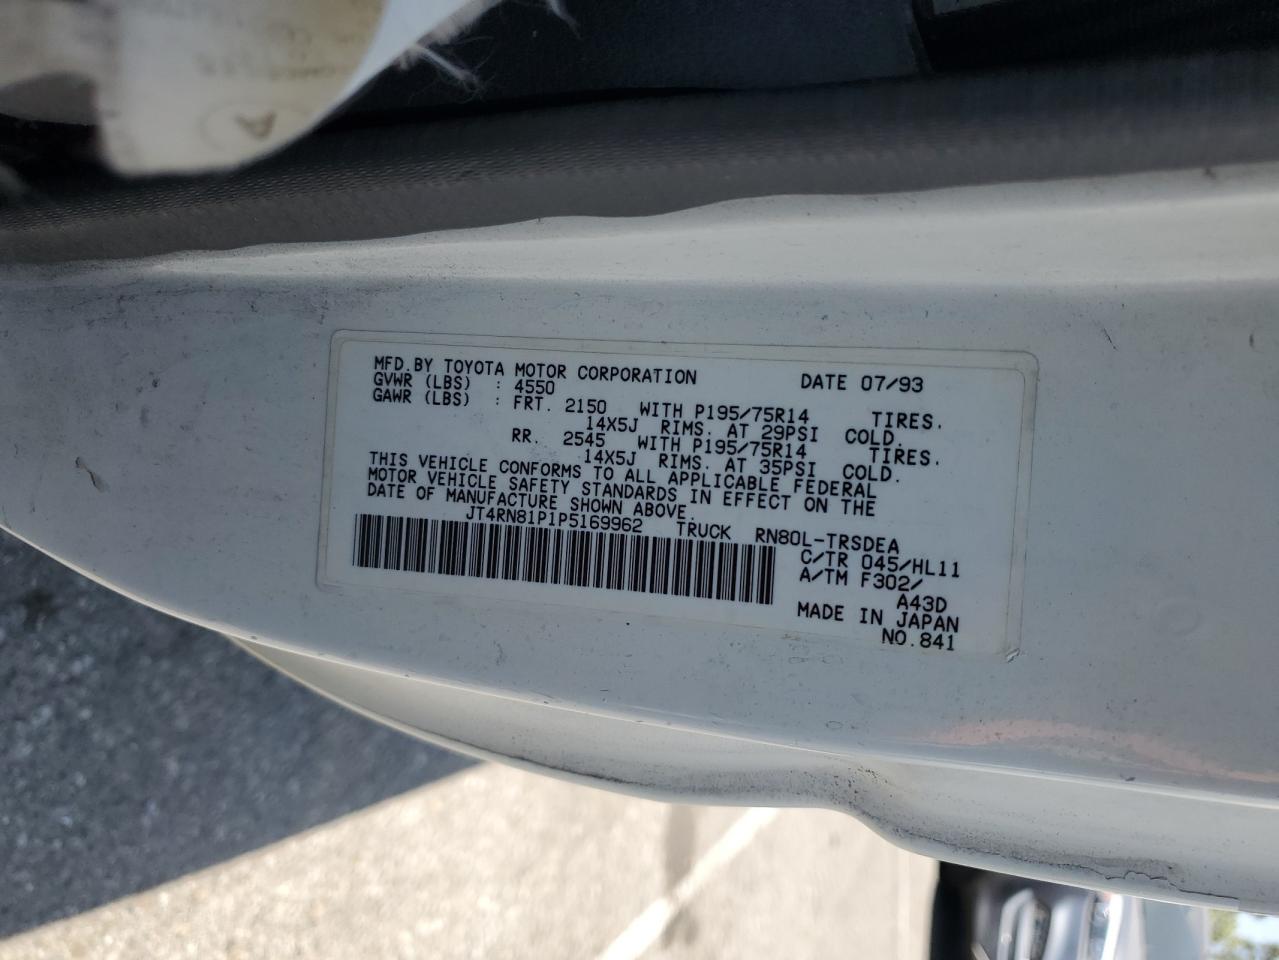 MFD. BY TOYOTA MOTOR CORPORATION DATE 07/93
GVWR (LBS) : 4550
GAWR (LBS) : FRT. 2150 WITH P195/75R14 TIRES.
14X5J RIMS. AT 29PSI COLD.
RR. 2545 WITH P195/75R14 TIRES.
14X5J RIMS. AT 35PSI COLD.
THIS VEHICLE CONFORMS TO ALL APPLICABLE FEDERAL
MOTOR VEHICLE SAFETY STANDARDS IN EFFECT ON THE
DATE OF MANUFACTURE SHOWN ABOVE.
JT4RN81P1P5169962 TRUCK RN80L-TRSDEA
C/TR 045/HL11
A/TM F302/
A43D
MADE IN JAPAN
NO.841